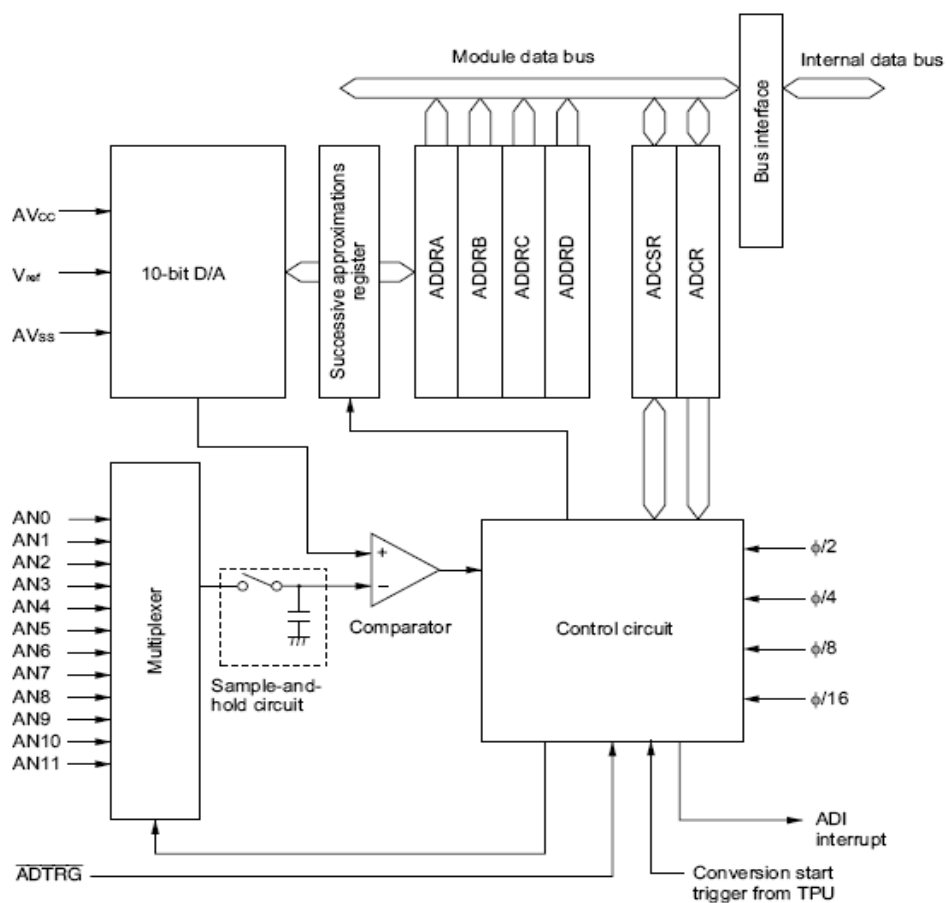 Module data bus
Internal data bus
Bus interface
AVCC
Vref
AVSS
10-bit D/A
Successive approximations
register
ADDRA
ADDRB
ADDRC
ADDRD
ADCSR
ADCR
AN0
AN1
AN2
AN3
AN4
AN5
AN6
AN7
AN8
AN9
AN10
AN11
Multiplexer
+
−
Comparator
Sample-and-
hold circuit
Control circuit
ϕ/2
ϕ/4
ϕ/8
ϕ/16
ADI
interrupt
ADTRG
Conversion start
trigger from TPU